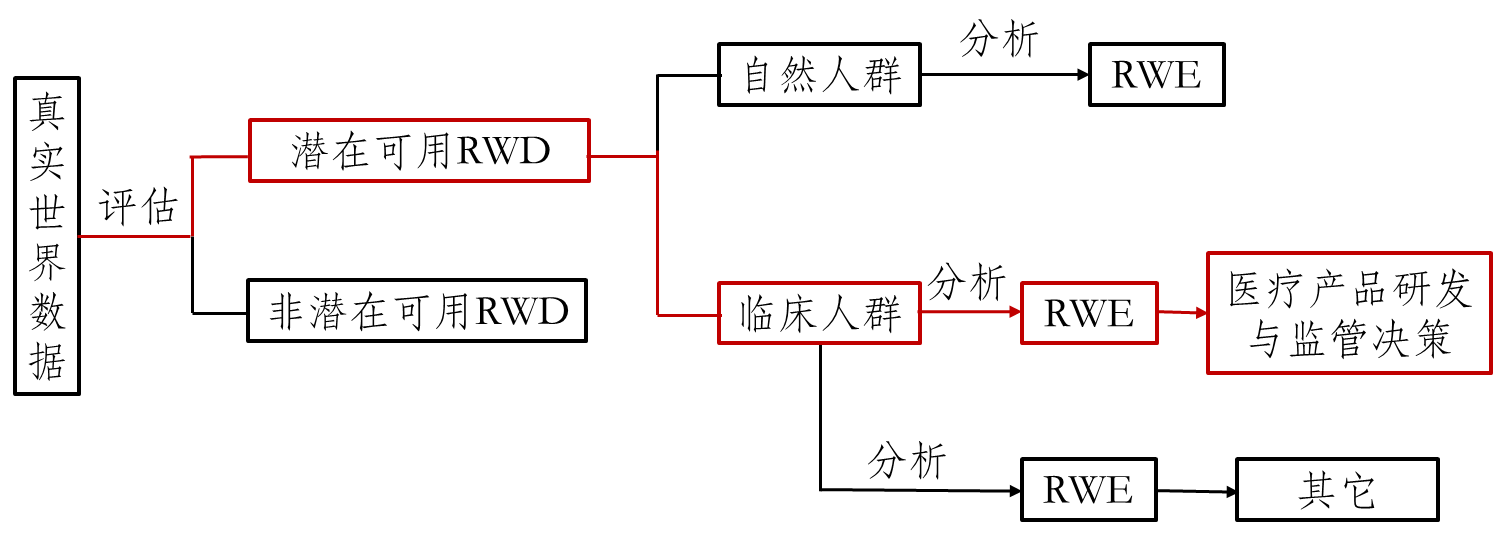 真实世界数据
评估
潜在可用RWD
非潜在可用RWD
自然人群
分析
RWE
临床人群
分析
RWE
医疗产品研发
与监管决策
分析
RWE
其它